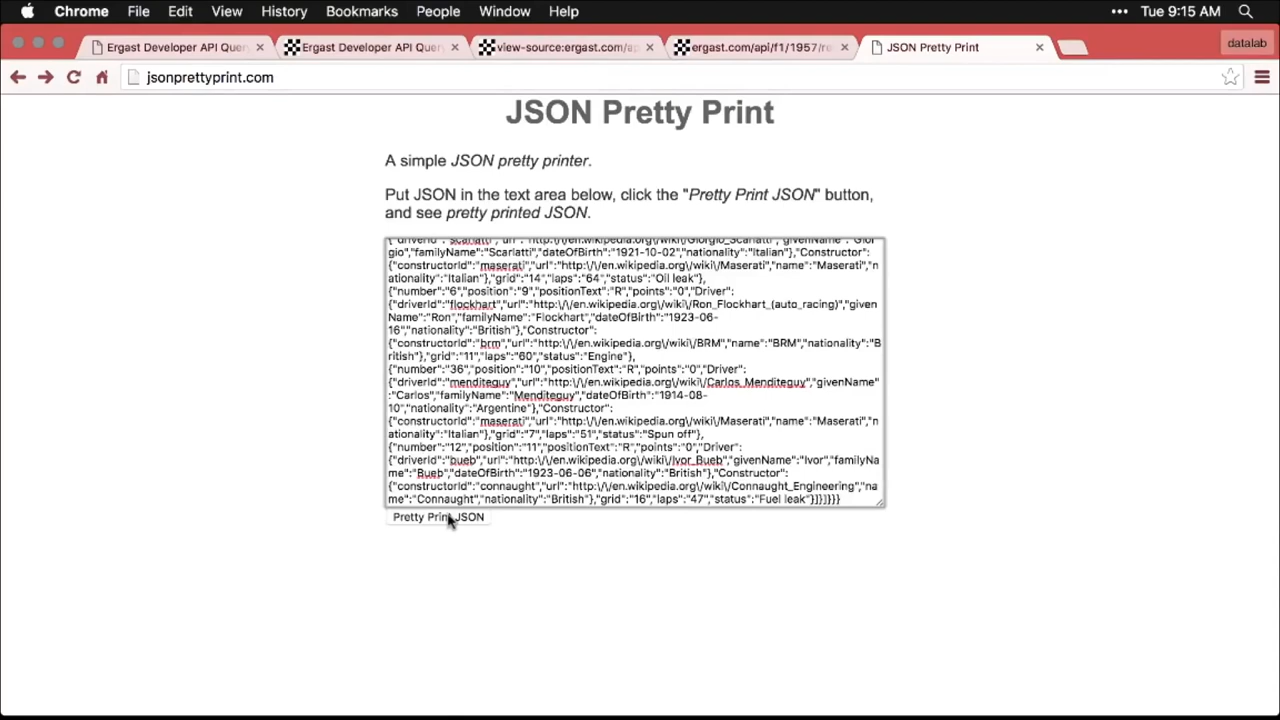 Chrome File Edit View History Bookmarks People Window Help ••• Tue 9:15 AM
Ergast Developer API Quer
Ergast Developer API Quer
view-source:ergast.com/ap
ergast.com/api/f1/1957/re
JSON Pretty Print
datalab
jsonprettyprint.com
JSON Pretty Print
A simple JSON pretty printer.
Put JSON in the text area below, click the "Pretty Print JSON" button,
and see pretty printed JSON.
{"driverId":"scarlatti","url":"http:\/\/en.wikipedia.org\/wiki\/Giorgio_Scarlatti","givenName":"Gior
gio","familyName":"Scarlatti","dateOfBirth":"1921-10-02","nationality":"Italian"},"Constructor":
{"constructorId":"maserati","url":"http:\/\/en.wikipedia.org\/wiki\/Maserati","name":"Maserati","n
ationality":"Italian"},"grid":"14","laps":"64","status":"Oil leak"},
{"number":"6","position":"9","positionText":"R","points":"0","Driver":
{"driverId":"flockhart","url":"http:\/\/en.wikipedia.org\/wiki\/Ron_Flockhart_(auto_racing)","given
Name":"Ron","familyName":"Flockhart","dateOfBirth":"1923-06-
16","nationality":"British"},"Constructor":
{"constructorId":"brm","url":"http:\/\/en.wikipedia.org\/wiki\/BRM","name":"BRM","nationality":"B
ritish"},"grid":"11","laps":"60","status":"Engine"},
{"number":"36","position":"10","positionText":"R","points":"0","Driver":
{"driverId":"menditeguy","url":"http:\/\/en.wikipedia.org\/wiki\/Carlos_Menditeguy","givenName"
:"Carlos","familyName":"Menditeguy","dateOfBirth":"1914-08-
10","nationality":"Argentine"},"Constructor":
{"constructorId":"maserati","url":"http:\/\/en.wikipedia.org\/wiki\/Maserati","name":"Maserati","n
ationality":"Italian"},"grid":"7","laps":"51","status":"Spun off"},
{"number":"12","position":"11","positionText":"R","points":"0","Driver":
{"driverId":"bueb","url":"http:\/\/en.wikipedia.org\/wiki\/Ivor_Bueb","givenName":"Ivor","familyNa
me":"Bueb","dateOfBirth":"1923-06-06","nationality":"British"},"Constructor":
{"constructorId":"connaught","url":"http:\/\/en.wikipedia.org\/wiki\/Connaught_Engineering","na
me":"Connaught","nationality":"British"},"grid":"16","laps":"47","status":"Fuel leak"}]}]}}}
Pretty Print JSON